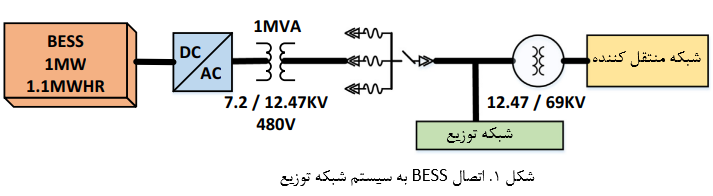 BESS
1MW
1.1MWHR
DC
AC
1MVA
7.2 / 12.47KV
480V
12.47 / 69KV
شبکه منتقل کننده
شبکه توزیع
شکل ۱. اتصال BESS به سیستم شبکه توزیع